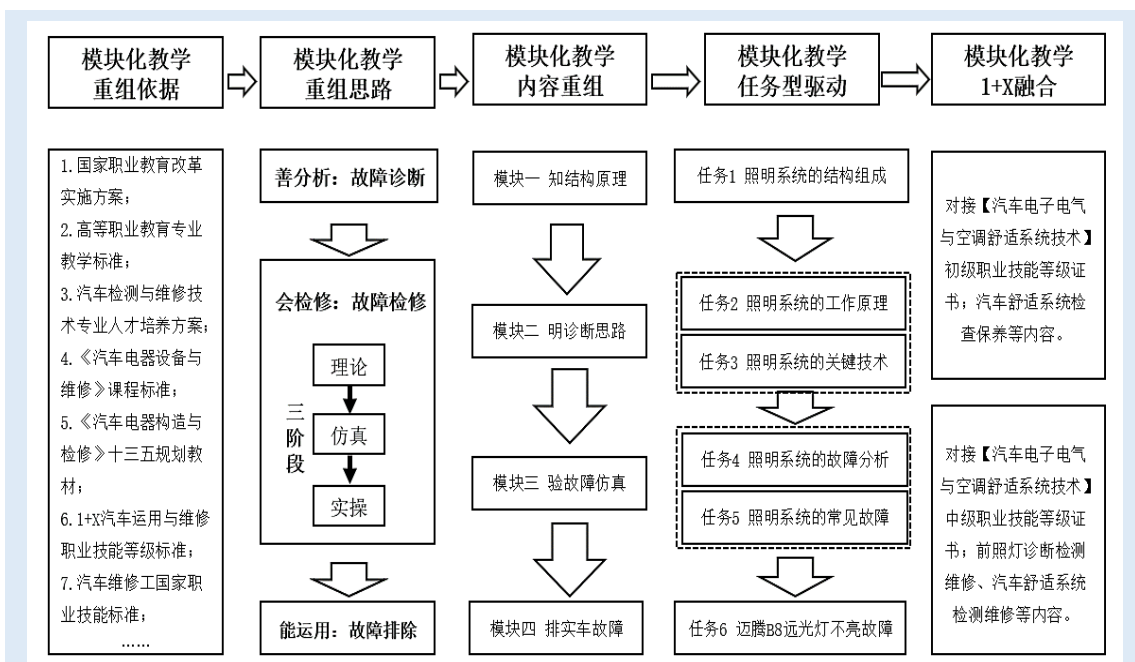 模块化教学
重组依据
模块化教学
重组思路
模块化教学
内容重组
模块化教学
任务型驱动
模块化教学
1+X融合
1.国家职业教育改革
实施方案；
2.高等职业教育专业
教学标准；
3.汽车检测与维修技
术专业人才培养方案；
4.《汽车电器设备与
维修》课程标准；
5.《汽车电器构造与
检修》十三五规划教
材；
6.1+X汽车运用与维修
职业技能等级标准；
7.汽车维修工国家职
业技能标准；
……
善分析：故障诊断
会检修：故障检修
三阶段
理论
仿真
实操
能运用：故障排除
模块一 知结构原理
模块二 明诊断思路
模块三 验故障仿真
模块四 排实车故障
任务1 照明系统的结构组成
任务2 照明系统的工作原理
任务3 照明系统的关键技术
任务4 照明系统的故障分析
任务5 照明系统的常见故障
任务6 迈腾B8远光灯不亮故障
对接【汽车电子电气
与空调舒适系统技术】
初级职业技能等级证
书；汽车舒适系统检
查保养等内容。
对接【汽车电子电气
与空调舒适系统技术】
中级职业技能等级证
书；前照灯诊断检测
维修、汽车舒适系统
检测维修等内容。